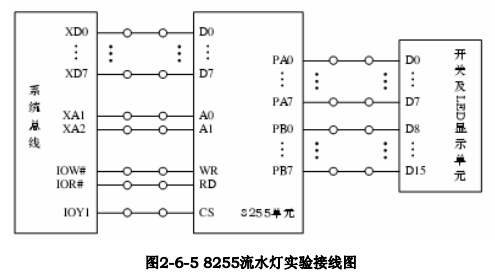 XD0
XD7
XA1
XA2
IOW#
IOR#
IOY1
系统总线
D0
D7
A0
A1
WR
RD
CS
PA0
PA7
PB0
PB7
8255单元
D0
D7
D8
D15
开关及LED显示单元
图2-6-5 8255流水灯实验接线图